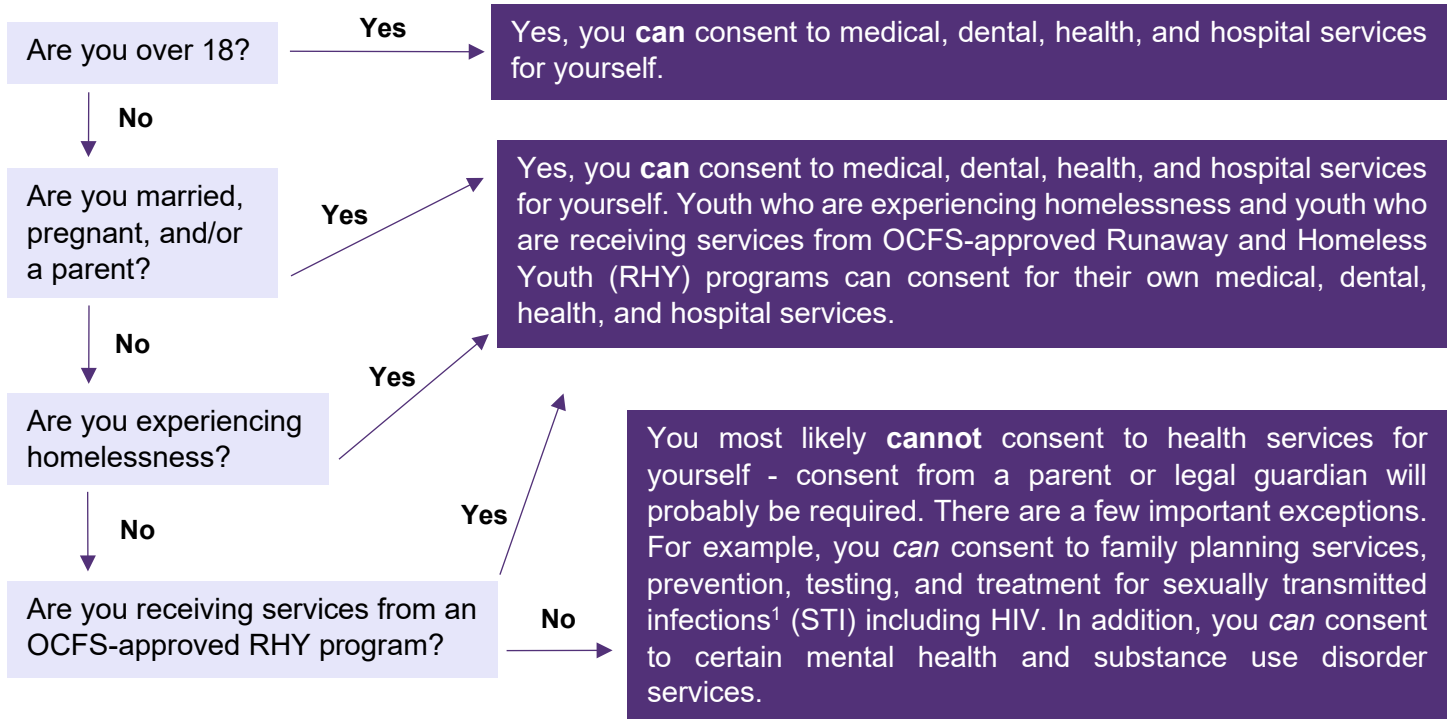 Are you over 18?
Yes
Yes, you can consent to medical, dental, health, and hospital services
for yourself.
No
Are you married,
pregnant, and/or
a parent?
Yes
Yes, you can consent to medical, dental, health, and hospital services
for yourself. Youth who are experiencing homelessness and youth who
are receiving services from OCFS-approved Runaway and Homeless
Youth (RHY) programs can consent for their own medical, dental,
health, and hospital services.
No
Are you experiencing
homelessness?
Yes
No
Are you receiving services from an
OCFS-approved RHY program?
Yes
No
You most likely cannot consent to health services for
yourself - consent from a parent or legal guardian will
probably be required. There are a few important exceptions.
For example, you can consent to family planning services,
prevention, testing, and treatment for sexually transmitted
infections¹ (STI) including HIV. In addition, you can consent
to certain mental health and substance use disorder
services.